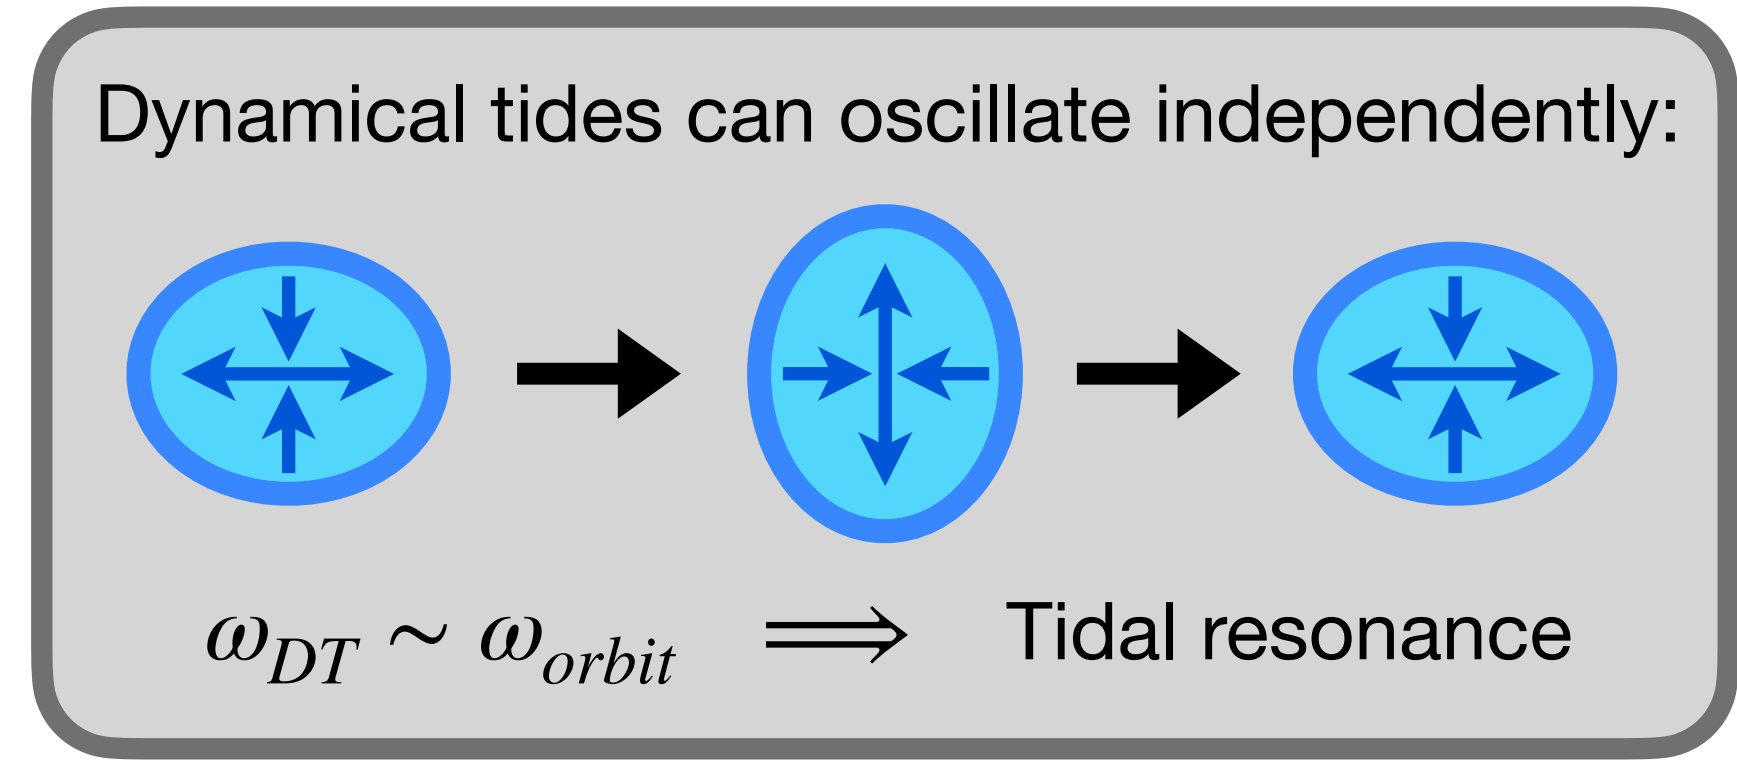 Dynamical tides can oscillate independently:
ω_DT ~ ω_orbit ⟹ Tidal resonance